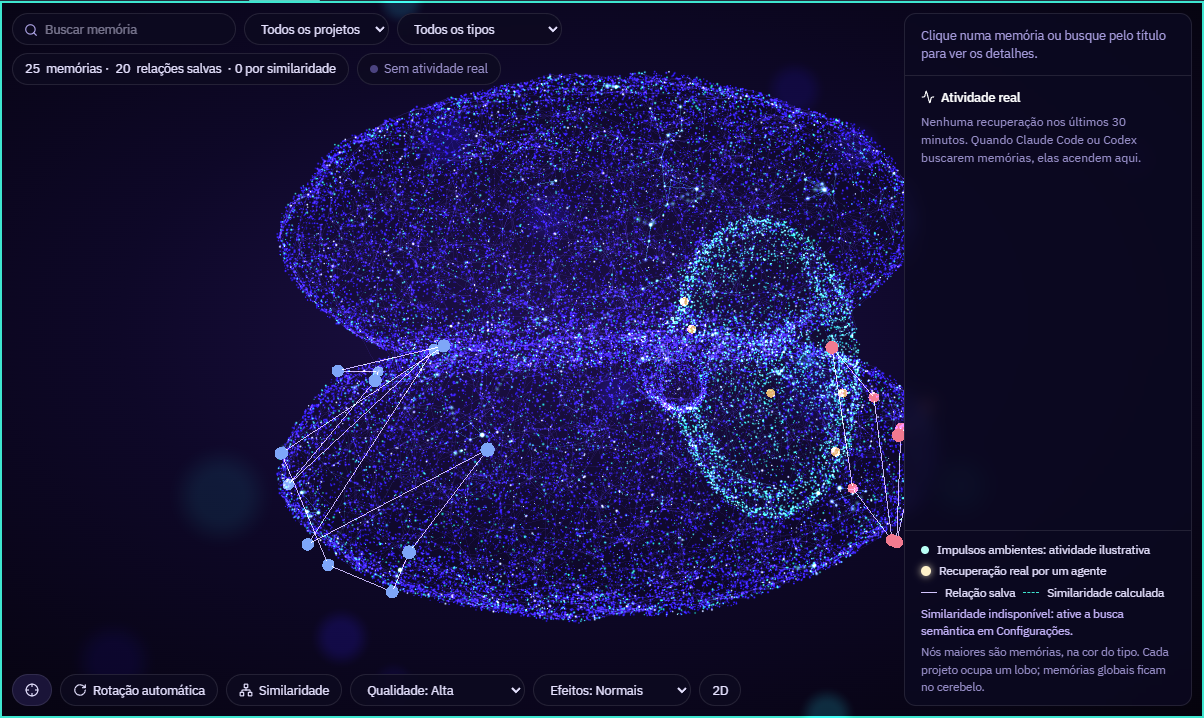 Buscar memória
Todos os projetos
Todos os tipos
25 memórias · 20 relações salvas · 0 por similaridade
Sem atividade real
Clique numa memória ou busque pelo título
para ver os detalhes.
Atividade real
Nenhuma recuperação nos últimos 30
minutos. Quando Claude Code ou Codex
buscarem memórias, elas acendem aqui.
Impulsos ambientes: atividade ilustrativa
Recuperação real por um agente
Relação salva
Similaridade calculada
Similaridade indisponível: ative a busca
semântica em Configurações.
Nós maiores são memórias, na cor do tipo. Cada
projeto ocupa um lobo; memórias globais ficam
no cerebelo.
Rotação automática
Similaridade
Qualidade: Alta
Efeitos: Normais
2D